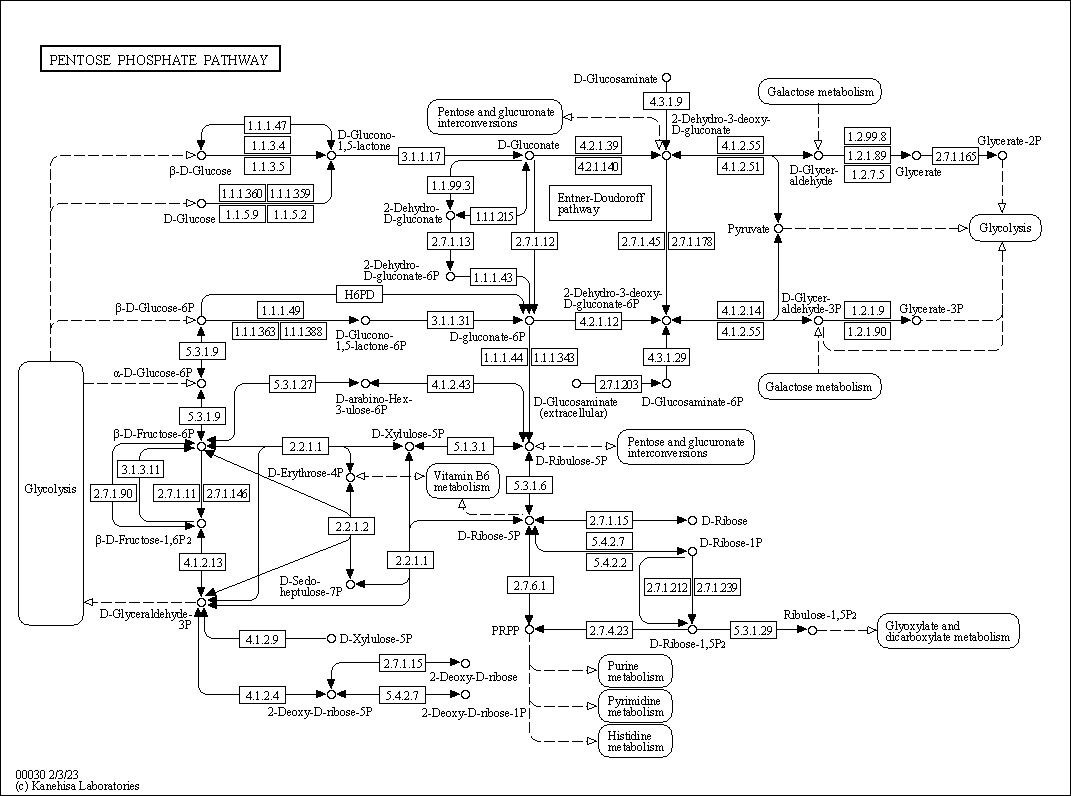 PENTOSE PHOSPHATE PATHWAY
D-Glucosaminate
4.3.1.9
Galactose metabolism
Pentose and glucuronate
interconversions
2-Dehydro-3-deoxy-
D-gluconate
1.1.1.47
1.1.3.4
1.1.3.5
D-Glucono-
1,5-lactone
β-D-Glucose
3.1.1.17
D-Gluconate
4.2.1.39
4.2.1.140
4.1.2.55
4.1.2.51
D-Glycer-
aldehyde
1.2.99.8
1.2.1.89
1.2.7.5
Glycerate
2.7.1.165
Glycerate-2P
1.1.1.360
1.1.1.359
1.1.5.9
1.1.5.2
D-Glucose
1.1.99.3
2-Dehydro-
D-gluconate
1.1.1.215
Entner-Doudoroff
pathway
Pyruvate
Glycolysis
2.7.1.13
2.7.1.12
2.7.1.45
2.7.1.178
2-Dehydro-
D-gluconate-6P
1.1.1.43
β-D-Glucose-6P
H6PD
1.1.1.49
1.1.1.363
1.1.1.388
D-Glucono-
1,5-lactone-6P
3.1.1.31
D-gluconate-6P
2-Dehydro-3-deoxy-
D-gluconate-6P
4.2.1.12
4.1.2.14
4.1.2.55
D-Glycer-
aldehyde-3P
1.2.1.9
1.2.1.90
Glycerate-3P
5.3.1.9
1.1.1.44
1.1.1.343
4.3.1.29
α-D-Glucose-6P
5.3.1.27
D-arabino-Hex-
3-ulose-6P
4.1.2.43
2.7.1.203
D-Glucosaminate
(extracellular)
D-Glucosaminate-6P
Galactose metabolism
5.3.1.9
β-D-Fructose-6P
2.2.1.1
D-Xylulose-5P
5.1.3.1
D-Ribulose-5P
Pentose and glucuronate
interconversions
3.1.3.11
D-Erythrose-4P
Vitamin B6
metabolism
Glycolysis
2.7.1.90
2.7.1.11
2.7.1.146
5.3.1.6
2.2.1.2
β-D-Fructose-1,6P2
D-Ribose-5P
2.7.1.15
D-Ribose
5.4.2.7
5.4.2.2
D-Ribose-1P
4.1.2.13
2.2.1.1
D-Sedo-
heptulose-7P
2.7.6.1
2.7.1.212
2.7.1.239
D-Glyceraldehyde-
3P
PRPP
2.7.4.23
D-Ribose-1,5P2
5.3.1.29
Ribulose-1,5P2
Glyoxylate and
dicarboxylate metabolism
4.1.2.9
D-Xylulose-5P
2.7.1.15
2-Deoxy-D-ribose
Purine
metabolism
4.1.2.4
2-Deoxy-D-ribose-5P
5.4.2.7
2-Deoxy-D-ribose-1P
Pyrimidine
metabolism
Histidine
metabolism
00030 2/3/23
(c) Kanehisa Laboratories